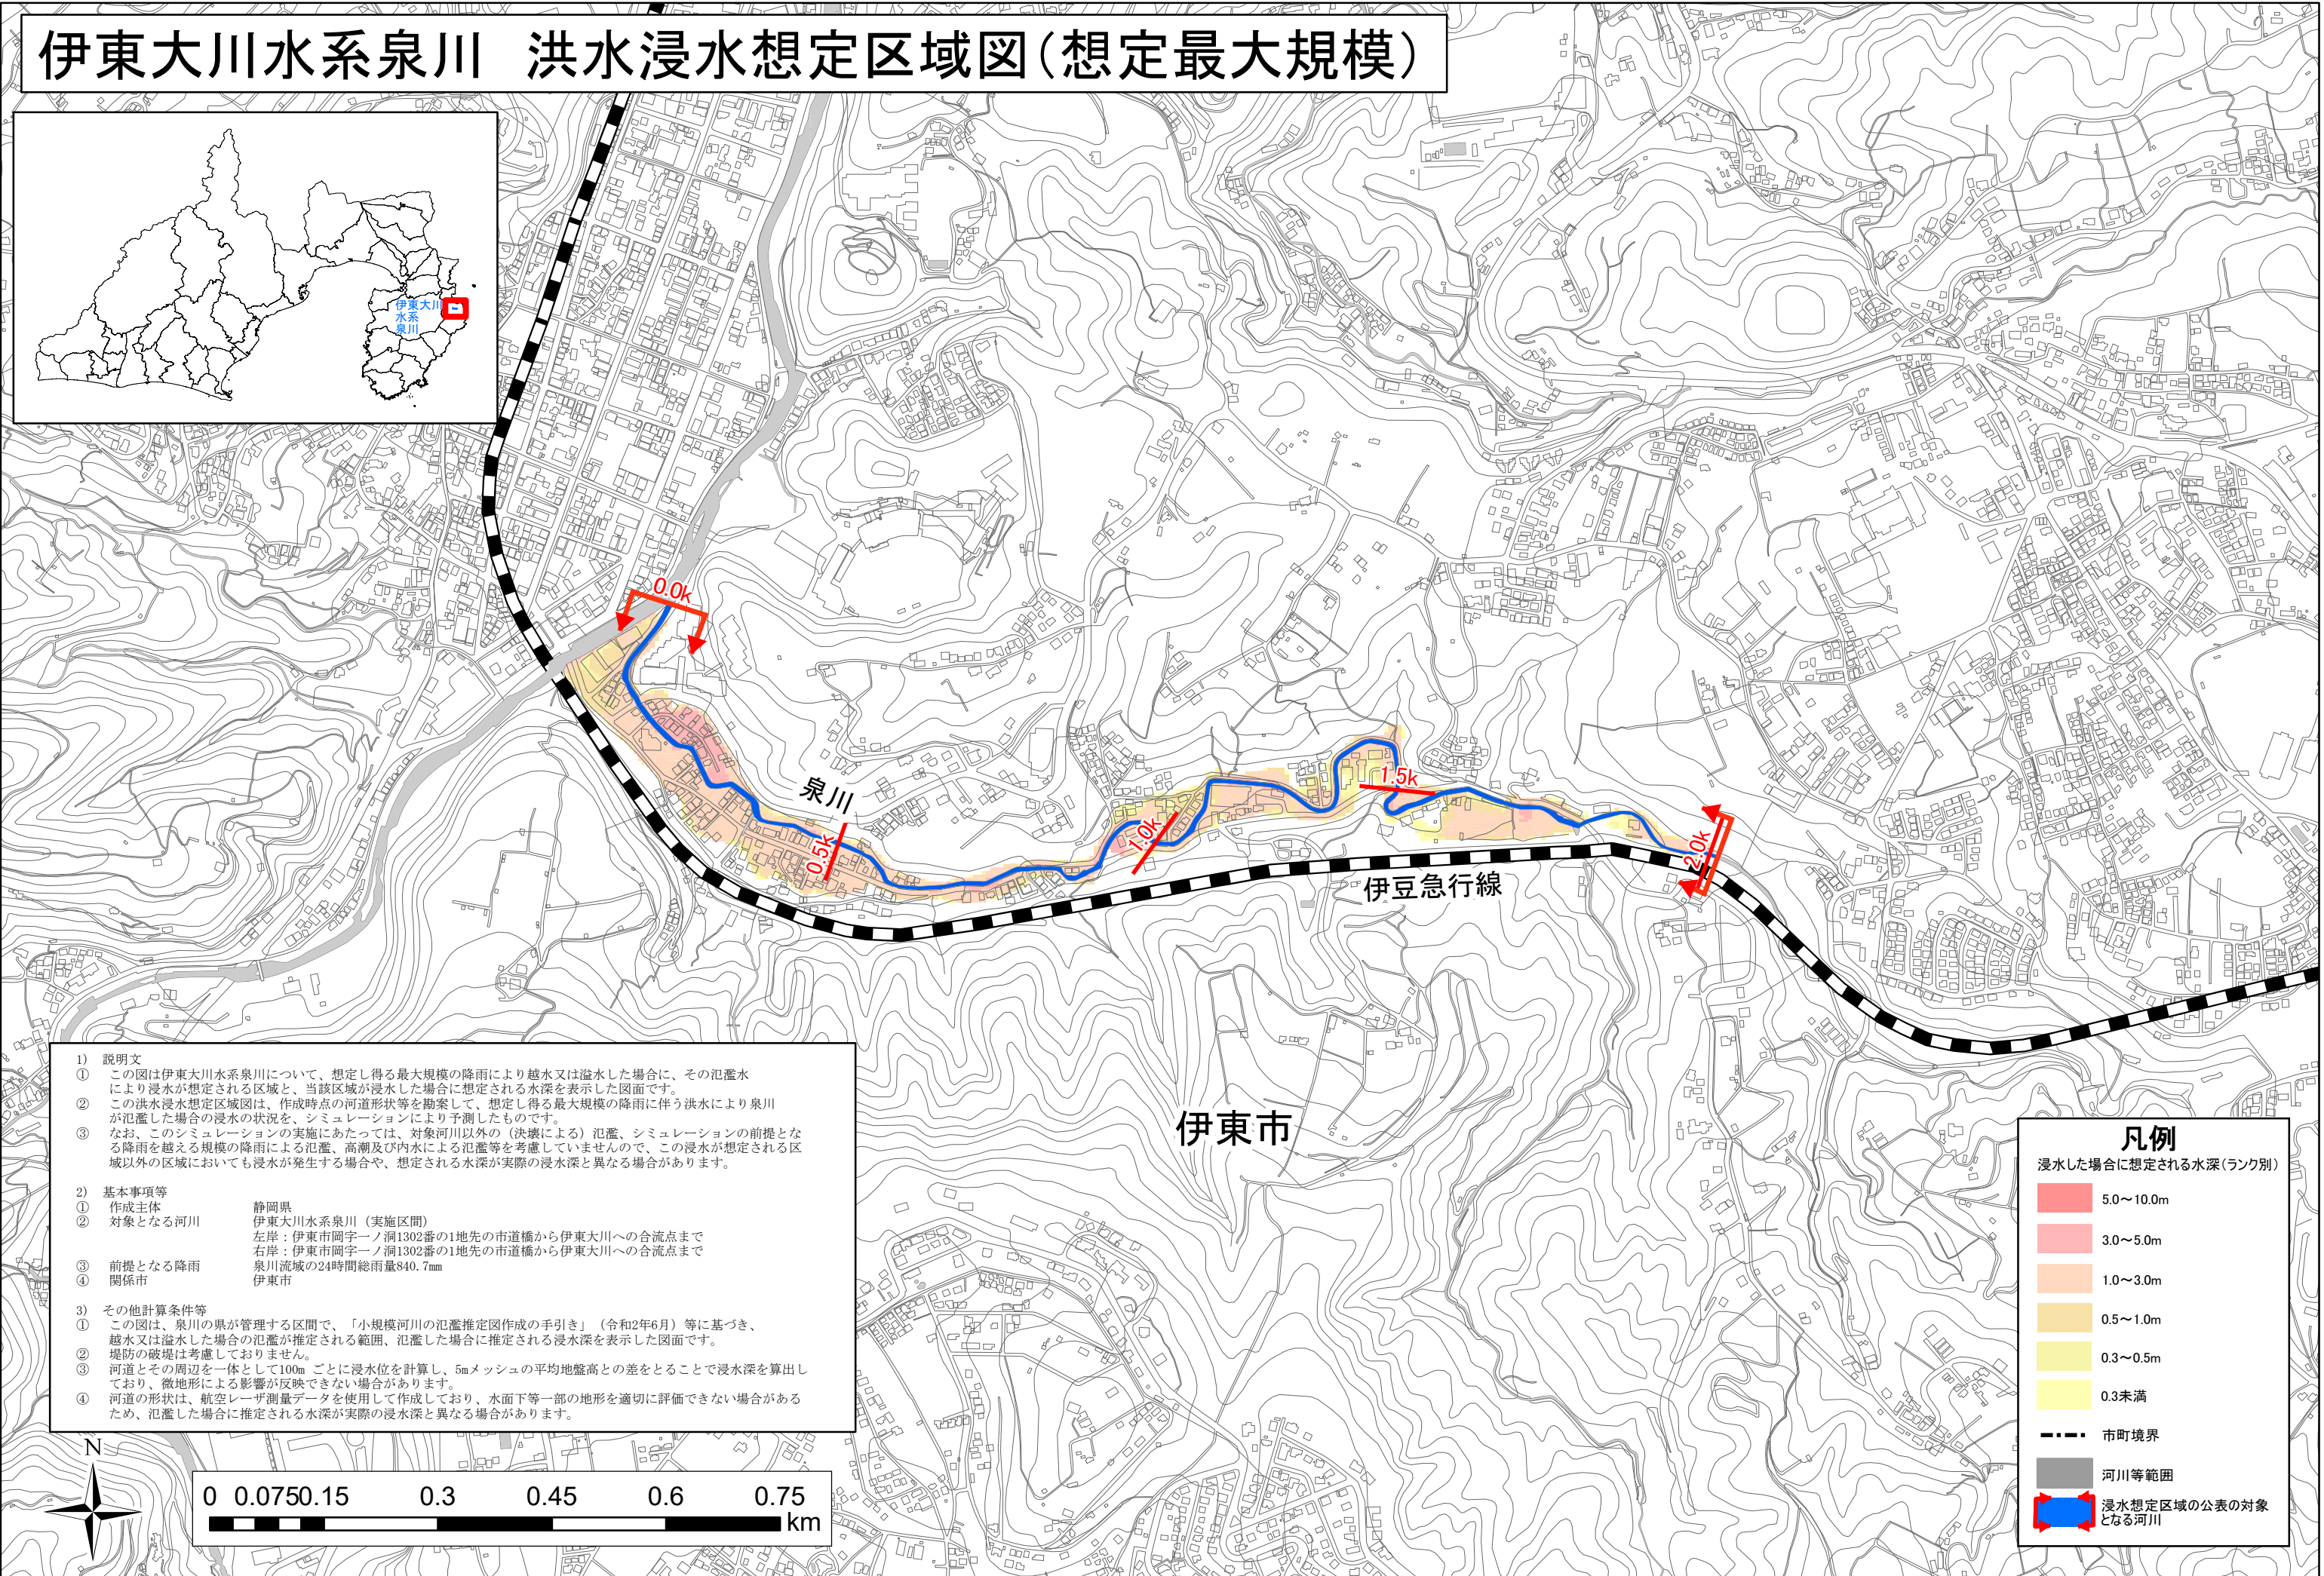 伊東大川水系泉川　洪水浸水想定区域図(想定最大規模)
伊東大川
水系
泉川
0.0k
泉川
0.5k
1.0k
1.5k
2.0k
伊豆急行線
伊東市
1)　説明文
①　この図は伊東大川水系泉川について、想定し得る最大規模の降雨により越水又は溢水した場合に、その氾濫水
により浸水が想定される区域と、当該区域が浸水した場合に想定される水深を表示した図面です。
②　この洪水浸水想定区域図は、作成時点の河道形状等を勘案して、想定し得る最大規模の降雨に伴う洪水により泉川
が氾濫した場合の浸水の状況を、シミュレーションにより予測したものです。
③　なお、このシミュレーションの実施にあたっては、対象河川以外の（決壊による）氾濫、シミュレーションの前提とな
る降雨を越える規模の降雨による氾濫、高潮及び内水による氾濫等を考慮していませんので、この浸水が想定される区
域以外の区域においても浸水が発生する場合や、想定される水深が実際の浸水深と異なる場合があります。
2)　基本事項等
①　作成主体　静岡県
②　対象となる河川　伊東大川水系泉川（実施区間）
左岸：伊東市岡字一ノ洞1302番の1地先の市道橋から伊東大川への合流点まで
右岸：伊東市岡字一ノ洞1302番の1地先の市道橋から伊東大川への合流点まで
③　前提となる降雨　泉川流域の24時間総雨量840.7mm
④　関係市　伊東市
3)　その他計算条件等
①　この図は、泉川の県が管理する区間で、「小規模河川の氾濫推定図作成の手引き」（令和2年6月）等に基づき、
越水又は溢水した場合の氾濫が推定される範囲、氾濫した場合に推定される浸水深を表示した図面です。
②　堤防の破堤は考慮しておりません。
③　河道とその周辺を一体として100m ごとに浸水位を計算し、5mメッシュの平均地盤高との差をとることで浸水深を算出し
ており、微地形による影響が反映できない場合があります。
④　河道の形状は、航空レーザ測量データを使用して作成しており、水面下等一部の地形を適切に評価できない場合がある
ため、氾濫した場合に推定される水深が実際の浸水深と異なる場合があります。
N
0 0.075 0.15 0.3 0.45 0.6 0.75
km
凡例
浸水した場合に想定される水深(ランク別)
5.0～10.0m
3.0～5.0m
1.0～3.0m
0.5～1.0m
0.3～0.5m
0.3未満
市町境界
河川等範囲
浸水想定区域の公表の対象
となる河川